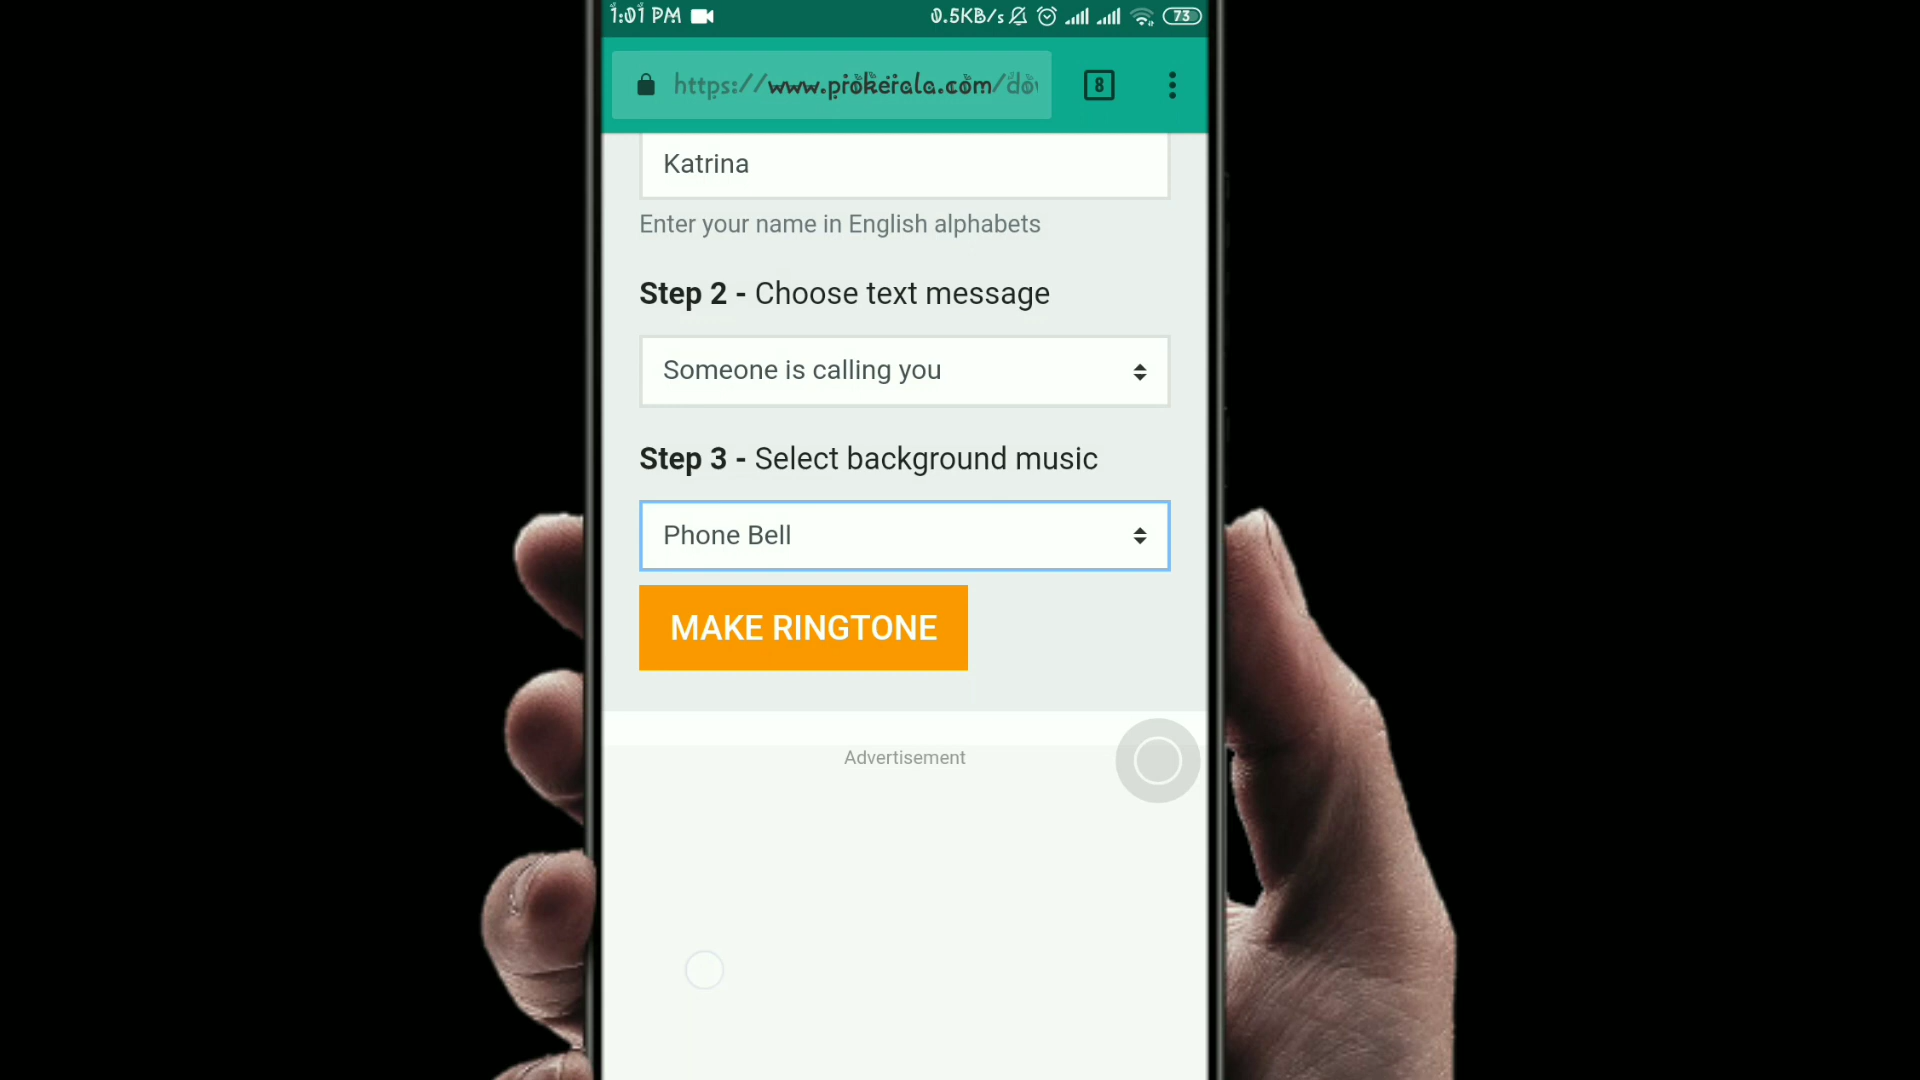 1:01 PM 0.5KB/s 73
https://www.prokerala.com/do
8
Katrina
Enter your name in English alphabets
Step 2 - Choose text message
Someone is calling you
Step 3 - Select background music
Phone Bell
MAKE RINGTONE
Advertisement